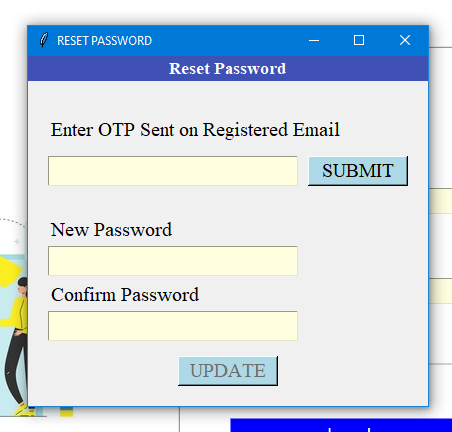 RESET PASSWORD
Reset Password
Enter OTP Sent on Registered Email
SUBMIT
New Password
Confirm Password
UPDATE